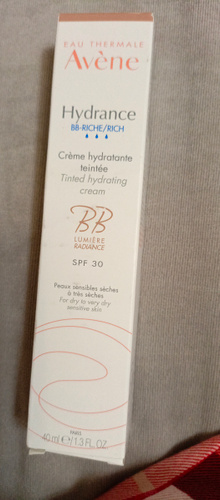 EAU THERMALE
Avène
Hydrance
BB-RICHE/RICH
Crème hydratante
teintée
Tinted hydrating
cream
BB
LUMIÈRE
RADIANCE
SPF 30
Peaux sensibles sèches
à très sèches
For dry to very dry
sensitive skin
PARIS
40 ml e/1.3 FL. OZ